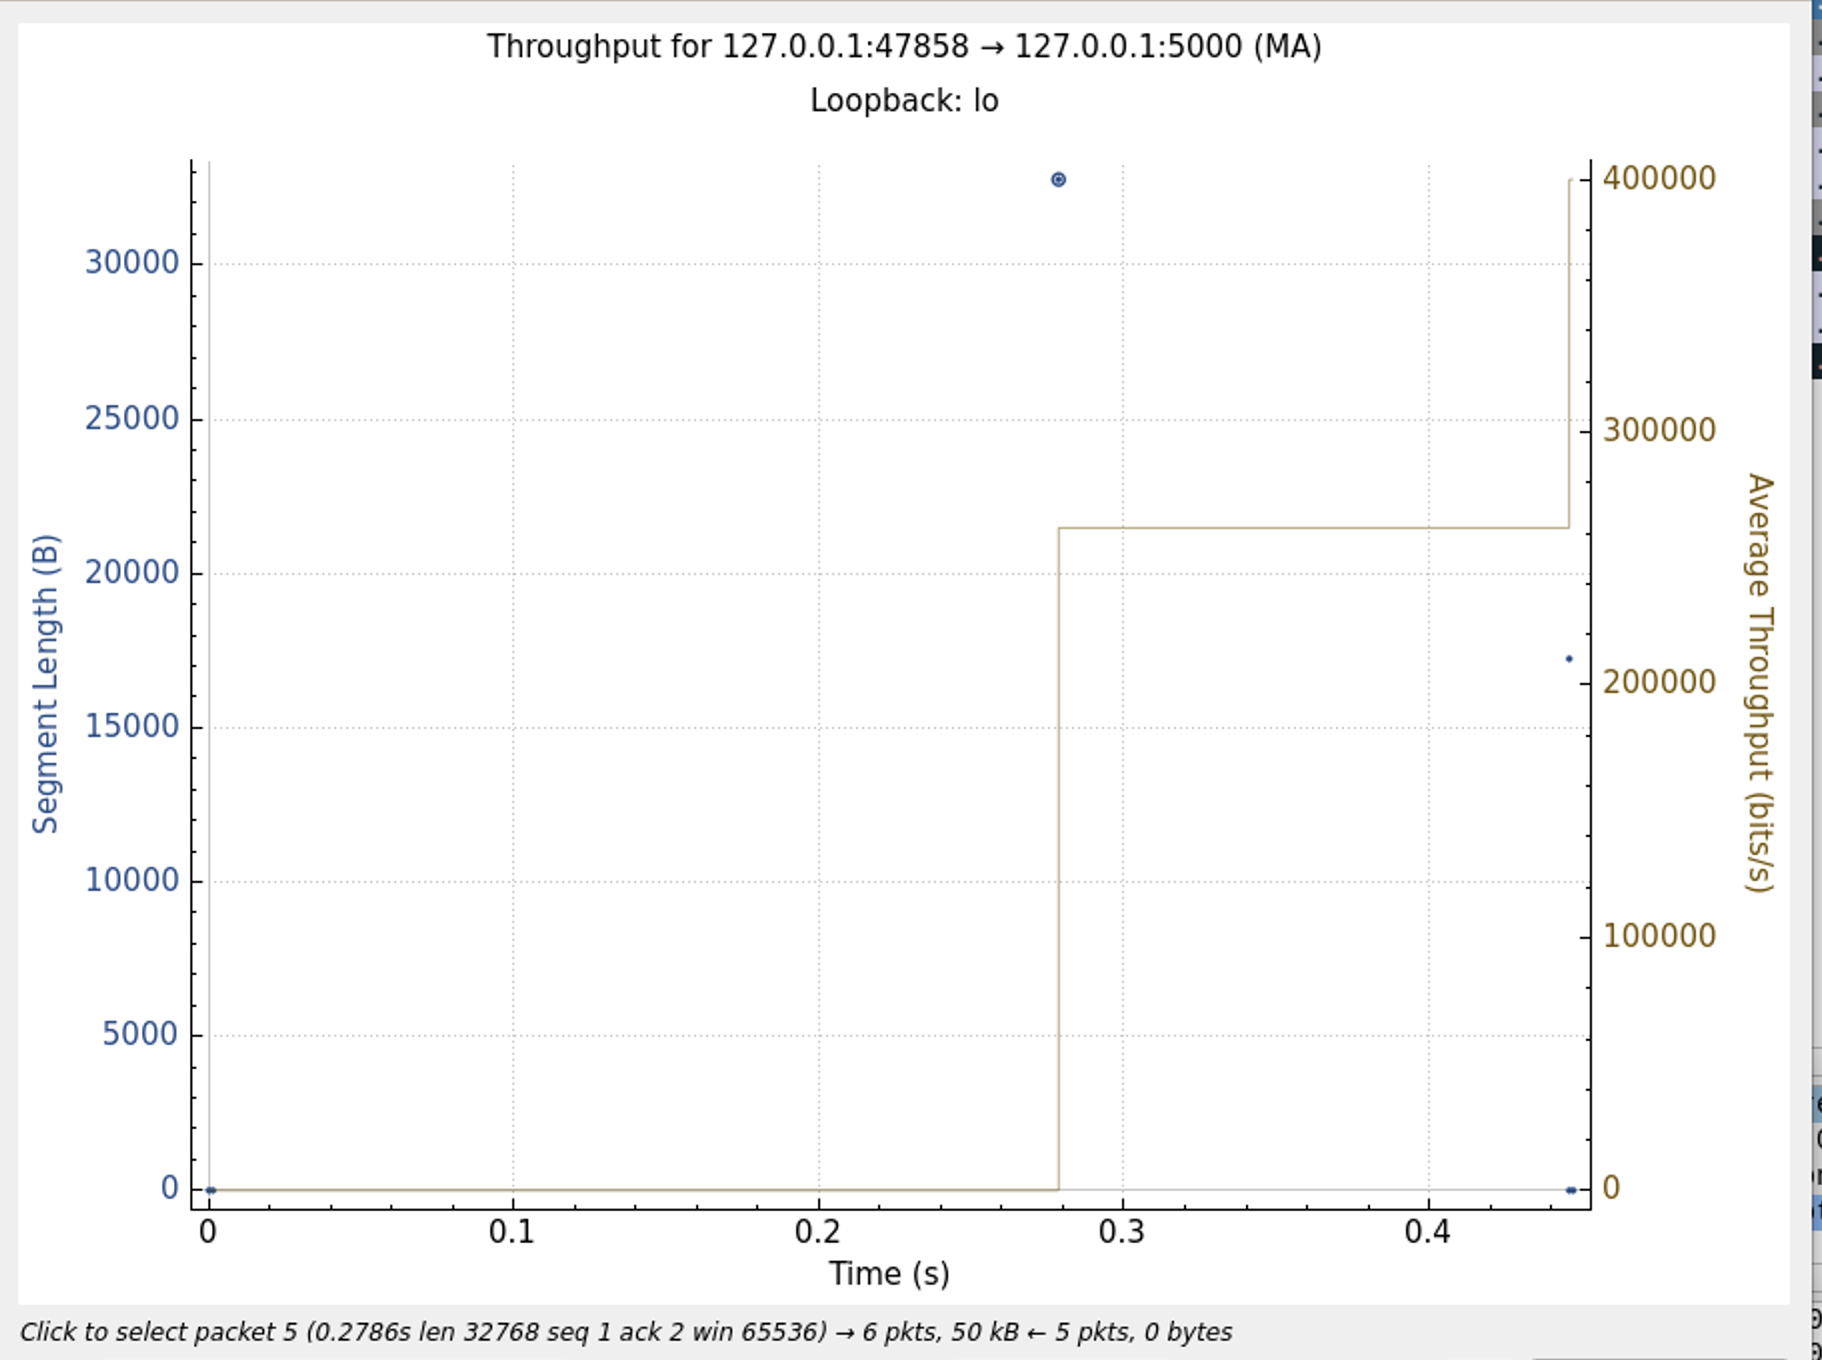 Throughput for 127.0.0.1:47858 → 127.0.0.1:5000 (MA)
Loopback: lo
Segment Length (B)
30000
25000
20000
15000
10000
5000
0
400000
300000
200000
100000
0
Average Throughput (bits/s)
0 0.1 0.2 0.3 0.4
Time (s)
Click to select packet 5 (0.2786s len 32768 seq 1 ack 2 win 65536) → 6 pkts, 50 kB ← 5 pkts, 0 bytes